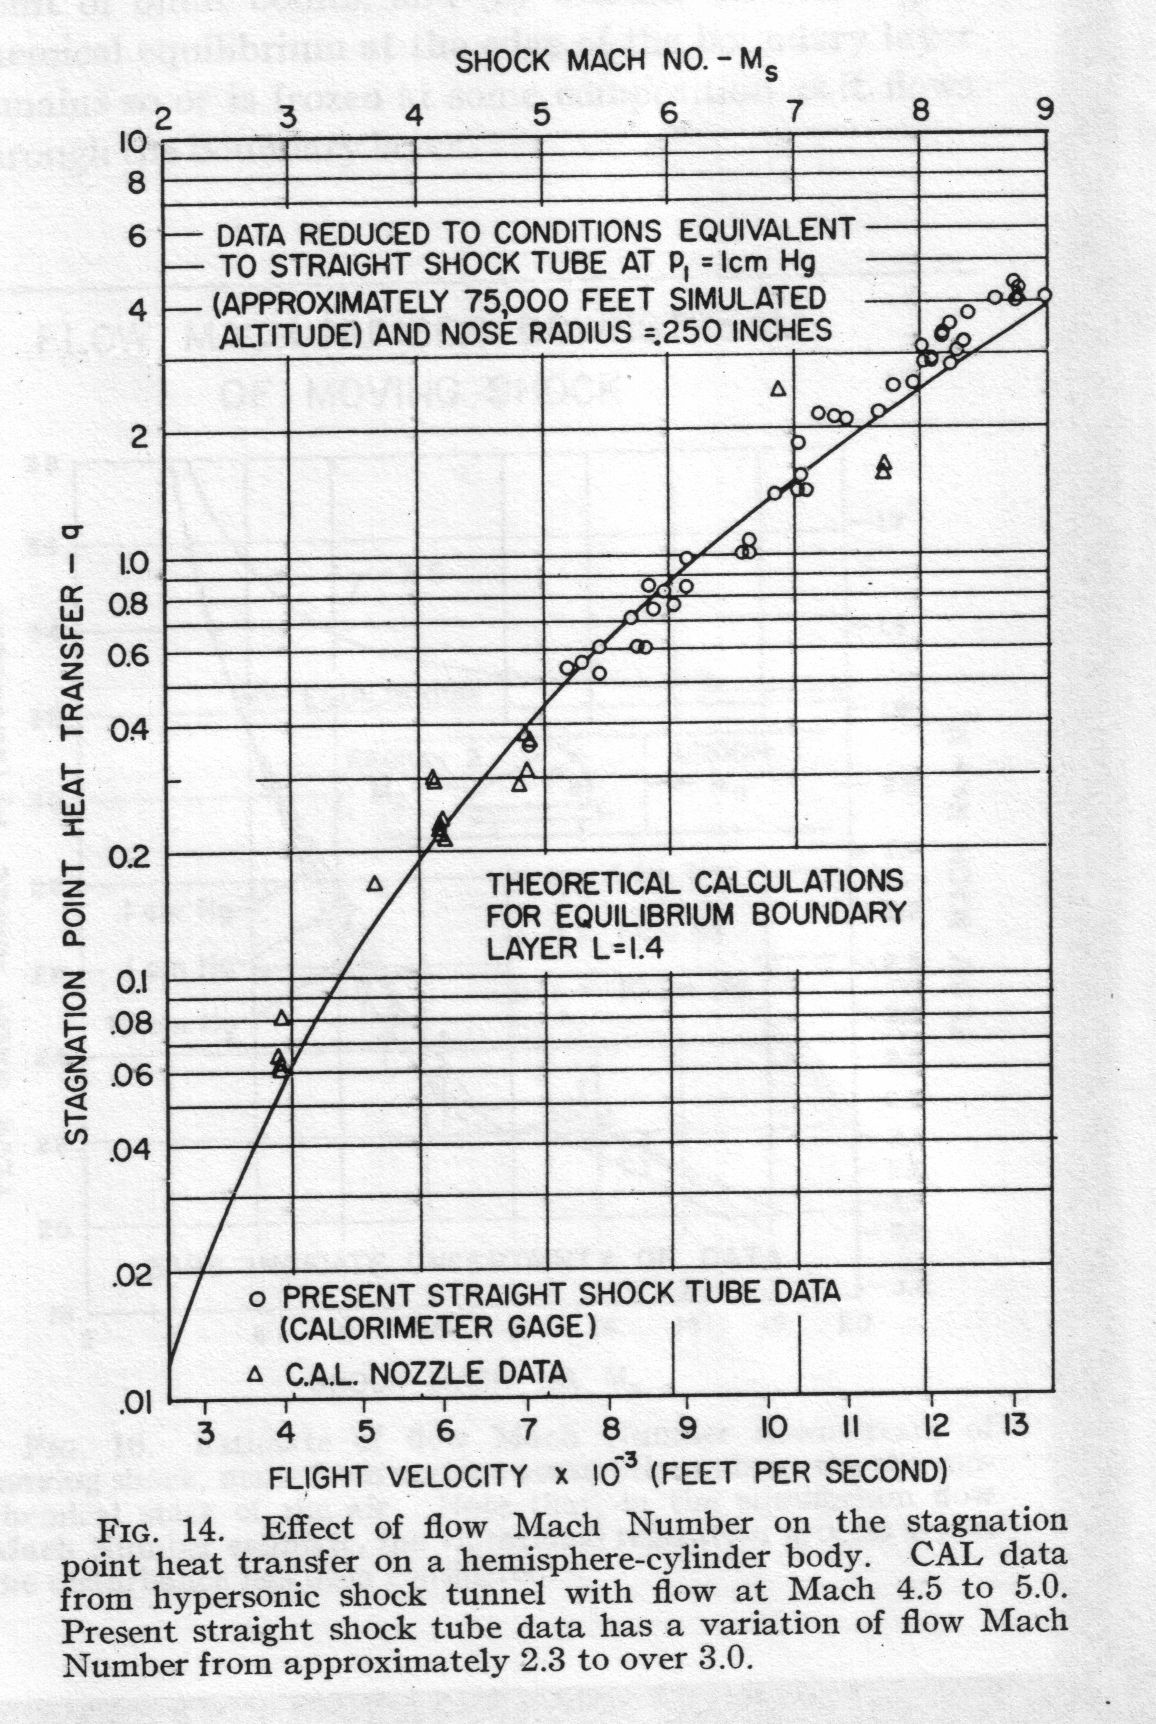 SHOCK MACH NO. - Ms
2 3 4 5 6 7 8 9
10
8
6
4
2
1.0
0.8
0.6
0.4
0.2
0.1
.08
.06
.04
.02
.01
STAGNATION POINT HEAT TRANSFER - q
DATA REDUCED TO CONDITIONS EQUIVALENT
TO STRAIGHT SHOCK TUBE AT P1 = 1cm Hg
(APPROXIMATELY 75,000 FEET SIMULATED
ALTITUDE) AND NOSE RADIUS =.250 INCHES
THEORETICAL CALCULATIONS
FOR EQUILIBRIUM BOUNDARY
LAYER L=1.4
PRESENT STRAIGHT SHOCK TUBE DATA
(CALORIMETER GAGE)
C.A.L. NOZZLE DATA
3 4 5 6 7 8 9 10 11 12 13
FLIGHT VELOCITY x 10-3 (FEET PER SECOND)
FIG. 14. Effect of flow Mach Number on the stagnation
point heat transfer on a hemisphere-cylinder body. CAL data
from hypersonic shock tunnel with flow at Mach 4.5 to 5.0.
Present straight shock tube data has a variation of flow Mach
Number from approximately 2.3 to over 3.0.